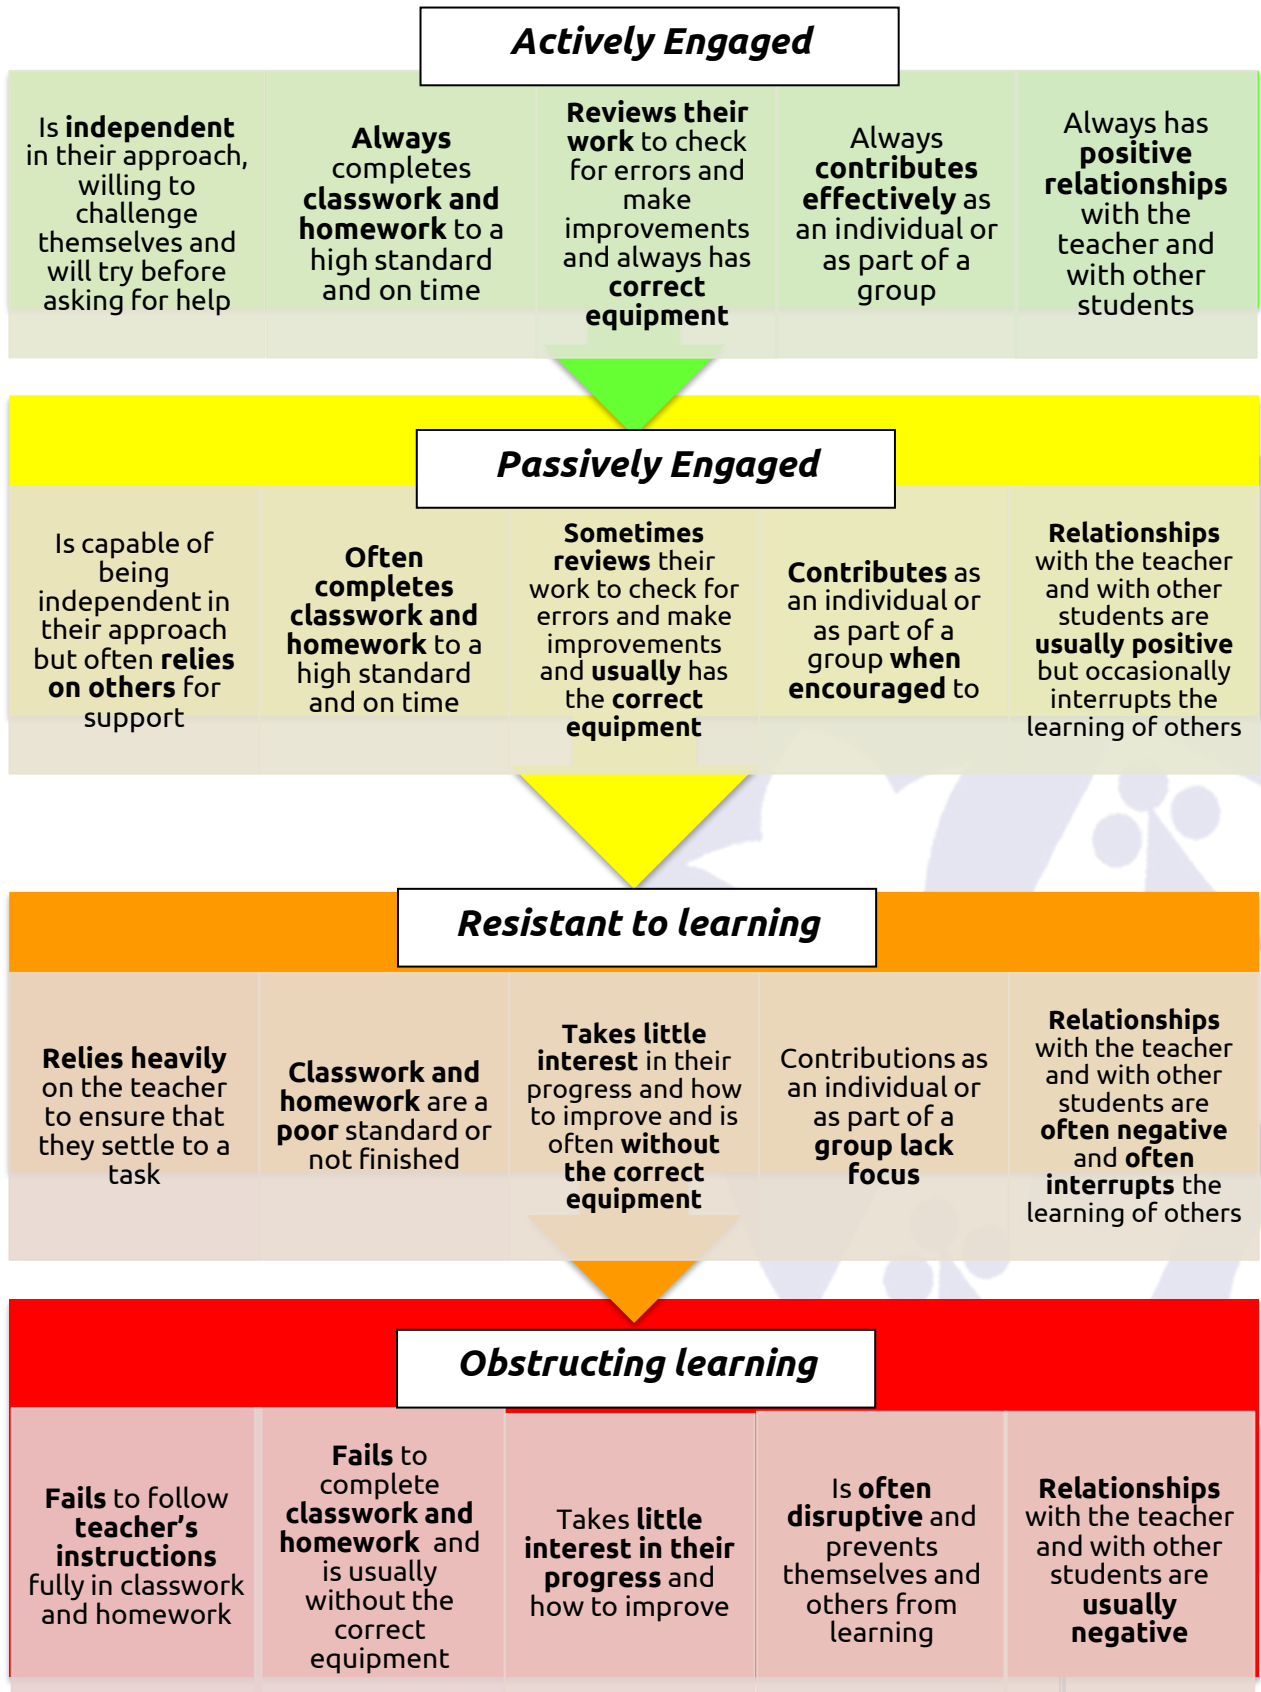 Actively Engaged
Is independent
in their approach,
willing to
challenge
themselves and
will try before
asking for help
Always
completes
classwork and
homework to a
high standard
and on time
Reviews their
work to check
for errors and
make
improvements
and always has
correct
equipment
Always
contributes
effectively as
an individual or
as part of a
group
Always has
positive
relationships
with the
teacher and
with other
students
Passively Engaged
Is capable of
being
independent in
their approach
but often relies
on others for
support
Often
completes
classwork and
homework to a
high standard
and on time
Sometimes
reviews their
work to check for
errors and make
improvements
and usually has
the correct
equipment
Contributes as
an individual or
as part of a
group when
encouraged to
Relationships
with the teacher
and with other
students are
usually positive
but occasionally
interrupts the
learning of others
Resistant to learning
Relies heavily
on the teacher
to ensure that
they settle to a
task
Classwork and
homework are a
poor standard or
not finished
Takes little
interest in their
progress and how
to improve and is
often without
the correct
equipment
Contributions as
an individual or
as part of a
group lack
focus
Relationships
with the teacher
and with other
students are
often negative
and often
interrupts the
learning of others
Obstructing learning
Fails to follow
teacher’s
instructions
fully in classwork
and homework
Fails to
complete
classwork and
homework and
is usually
without the
correct
equipment
Takes little
interest in their
progress and
how to improve
Is often
disruptive and
prevents
themselves and
others from
learning
Relationships
with the teacher
and with other
students are
usually
negative